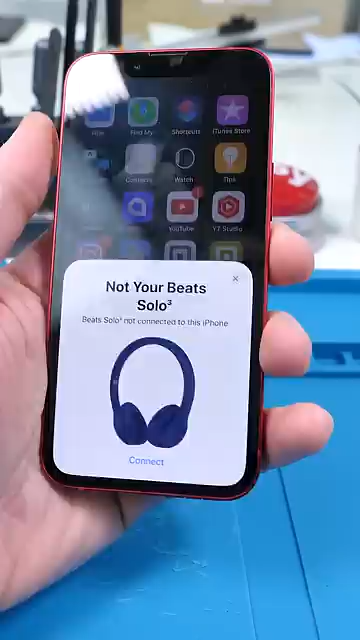 Find My
Shortcuts
iTunes Store
Contacts
Watch
Tips
YouTube
YT Studio
Not Your Beats
Solo³
Beats Solo³ not connected to this iPhone
Connect